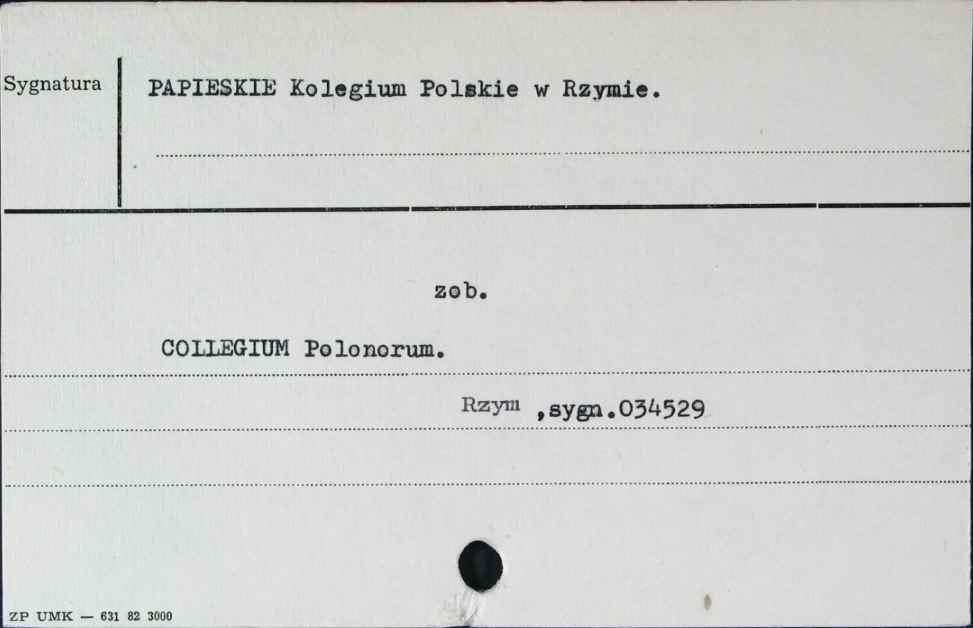 Sygnatura
PAPIESKIE Kolegium Polskie w Rzymie.
zob.
COLLEGIUM Polonorum.
Rzym ,sygn.034529
ZP UMK — 631 82 3000